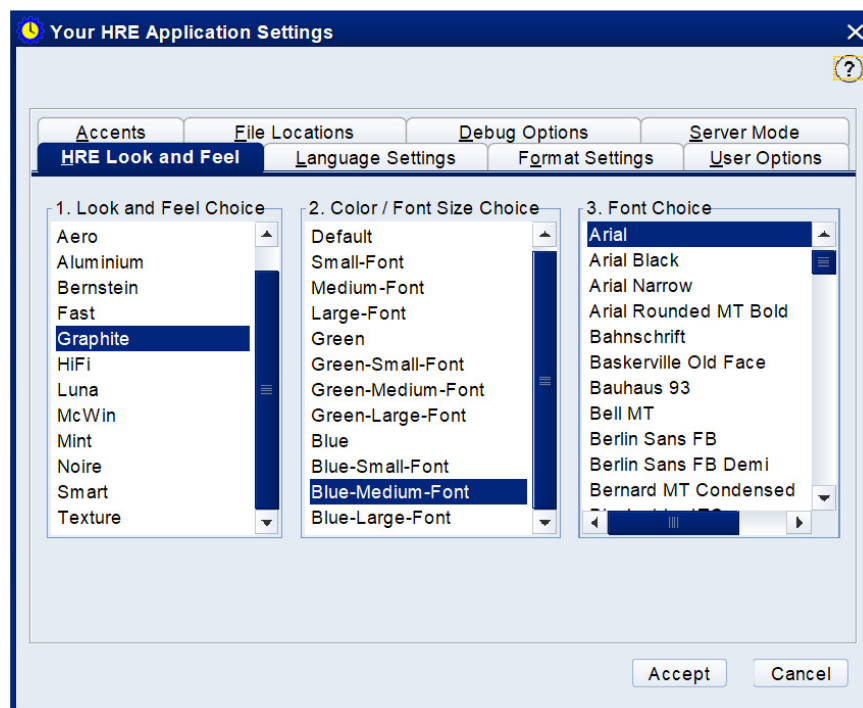 Your HRE Application Settings
?
Accents File Locations Debug Options Server Mode
HRE Look and Feel Language Settings Format Settings User Options
1. Look and Feel Choice
Aero
Aluminium
Bernstein
Fast
Graphite
HiFi
Luna
McWin
Mint
Noire
Smart
Texture
2. Color / Font Size Choice
Default
Small-Font
Medium-Font
Large-Font
Green
Green-Small-Font
Green-Medium-Font
Green-Large-Font
Blue
Blue-Small-Font
Blue-Medium-Font
Blue-Large-Font
3. Font Choice
Arial
Arial Black
Arial Narrow
Arial Rounded MT Bold
Bahnschrift
Baskerville Old Face
Bauhaus 93
Bell MT
Berlin Sans FB
Berlin Sans FB Demi
Bernard MT Condensed
Accept Cancel